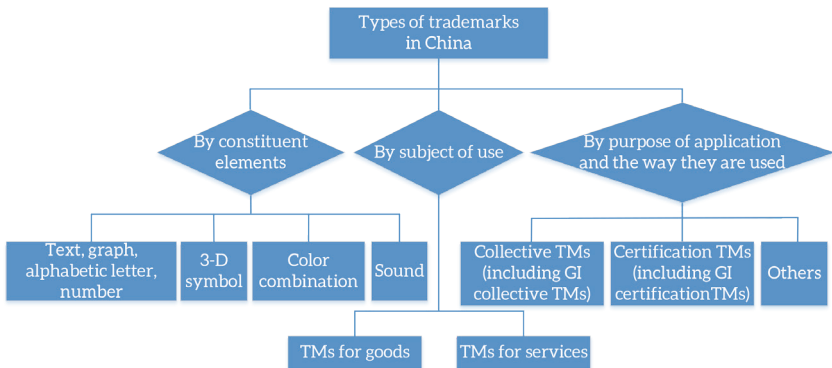 Types of trademarks
in China
By constituent
elements
By subject of use
By purpose of application
and the way they are used
Text, graph,
alphabetic letter,
number
3-D
symbol
Color
combination
Sound
Collective TMs
(including GI
collective TMs)
Certification TMs
(including GI
certificationTMs)
Others
TMs for goods
TMs for services